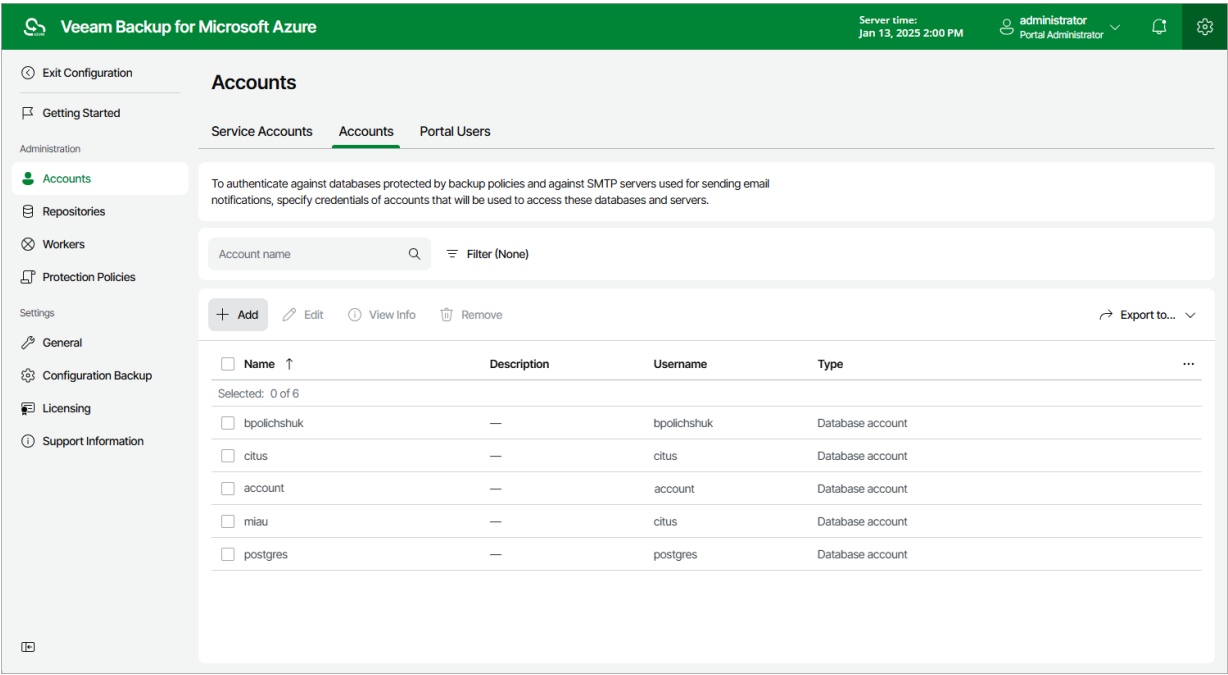 Veeam Backup for Microsoft Azure
Server time:
Jan 13, 2025 2:00 PM
administrator
Portal Administrator
Exit Configuration
Getting Started
Administration
Accounts
Repositories
Workers
Protection Policies
Settings
General
Configuration Backup
Licensing
Support Information
Accounts
Service Accounts Accounts Portal Users
To authenticate against databases protected by backup policies and against SMTP servers used for sending email
notifications, specify credentials of accounts that will be used to access these databases and servers.
Account name Filter (None)
Add Edit View Info Remove Export to...
Name Description Username Type ...
Selected: 0 of 6
bpolichshuk — bpolichshuk Database account
citus — citus Database account
account — account Database account
miau — citus Database account
postgres — postgres Database account